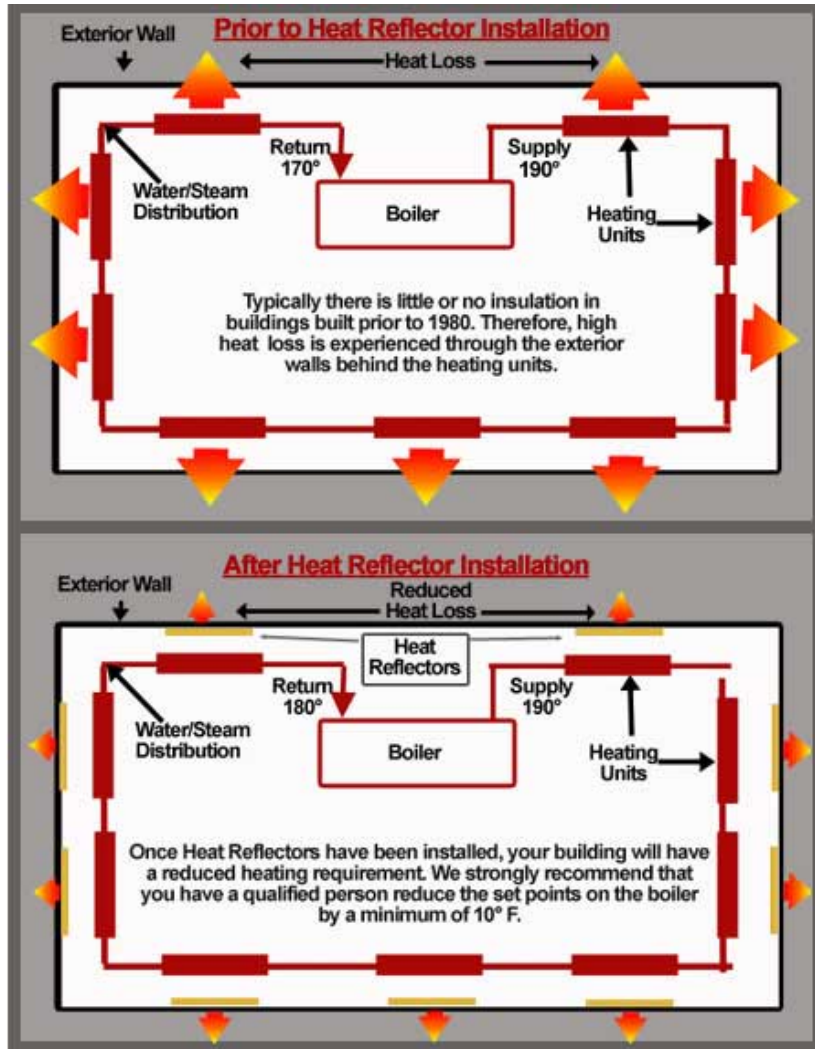 Prior to Heat Reflector Installation
Exterior Wall
Heat Loss
Return
170°
Supply
190°
Water/Steam
Distribution
Boiler
Heating
Units
Typically there is little or no insulation in
buildings built prior to 1980. Therefore, high
heat loss is experienced through the exterior
walls behind the heating units.
After Heat Reflector Installation
Exterior Wall
Reduced
Heat Loss
Heat
Reflectors
Return
180°
Supply
190°
Water/Steam
Distribution
Boiler
Heating
Units
Once Heat Reflectors have been installed, your building will have
a reduced heating requirement. We strongly recommend that
you have a qualified person reduce the set points on the boiler
by a minimum of 10° F.